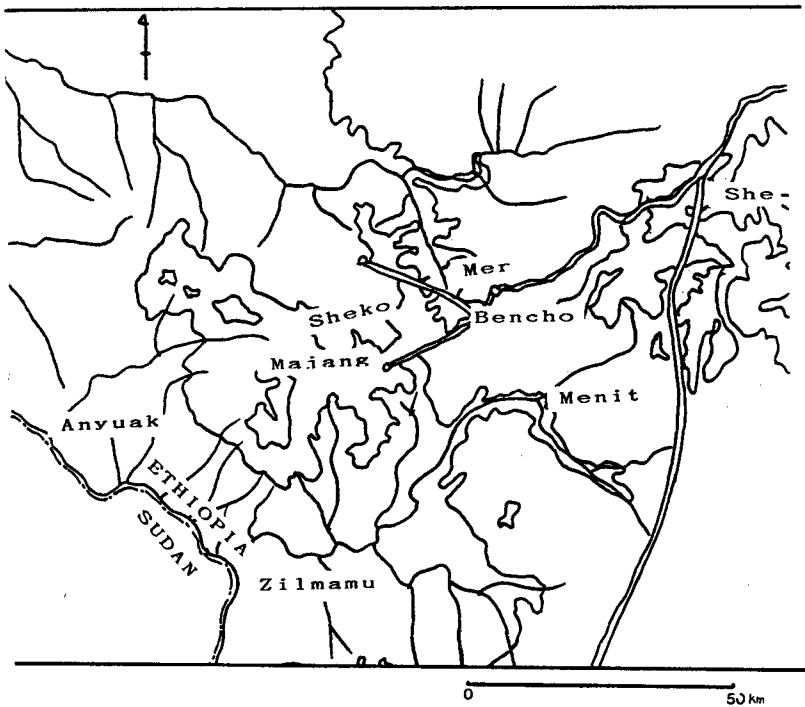 She-
Mer
Sheko
Bencho
Majang
Menit
Anyuak
ETHIOPIA
SUDAN
Zilmamu
0
50 km